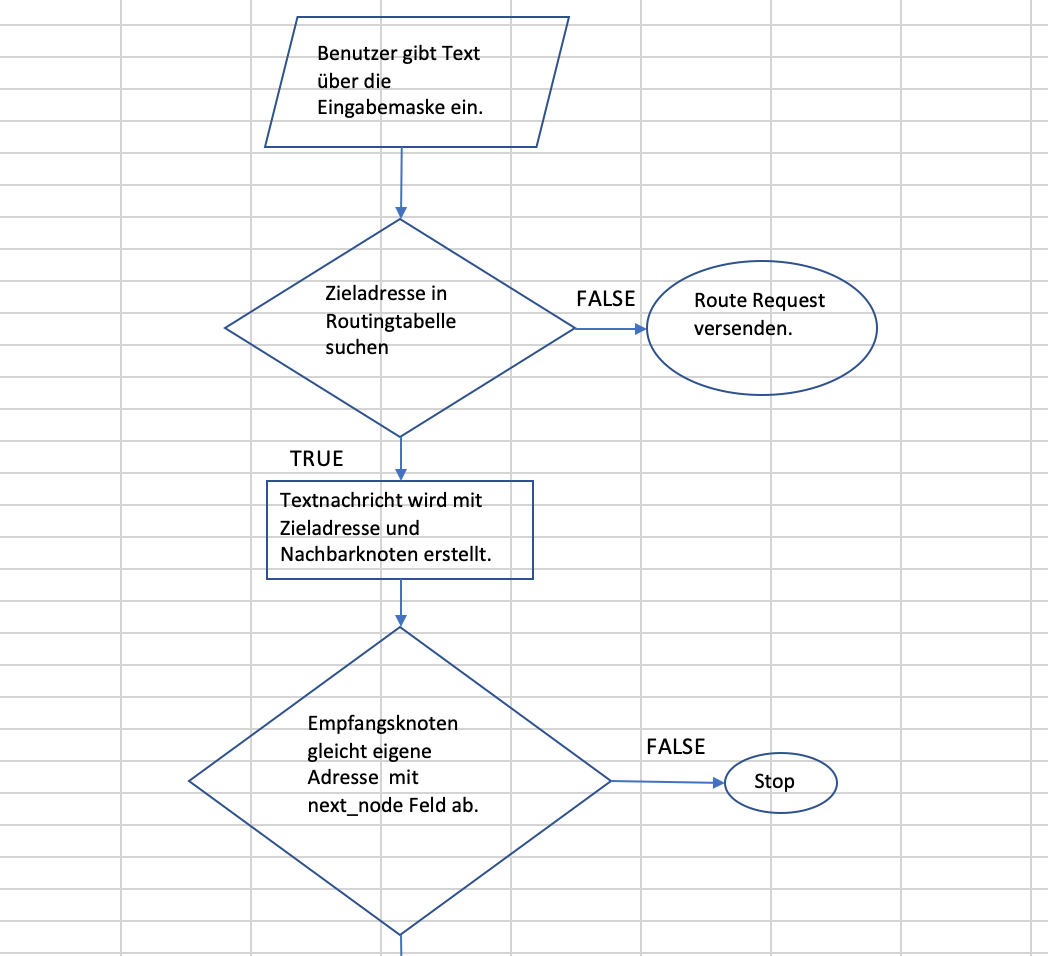 Benutzer gibt Text
über die
Eingabemaske ein.
Zieladresse in
Routingtabelle
suchen
FALSE
Route Request
versenden.
TRUE
Textnachricht wird mit
Zieladresse und
Nachbarknoten erstellt.
Empfangsknoten
gleicht eigene
Adresse  mit
next_node Feld ab.
FALSE
Stop